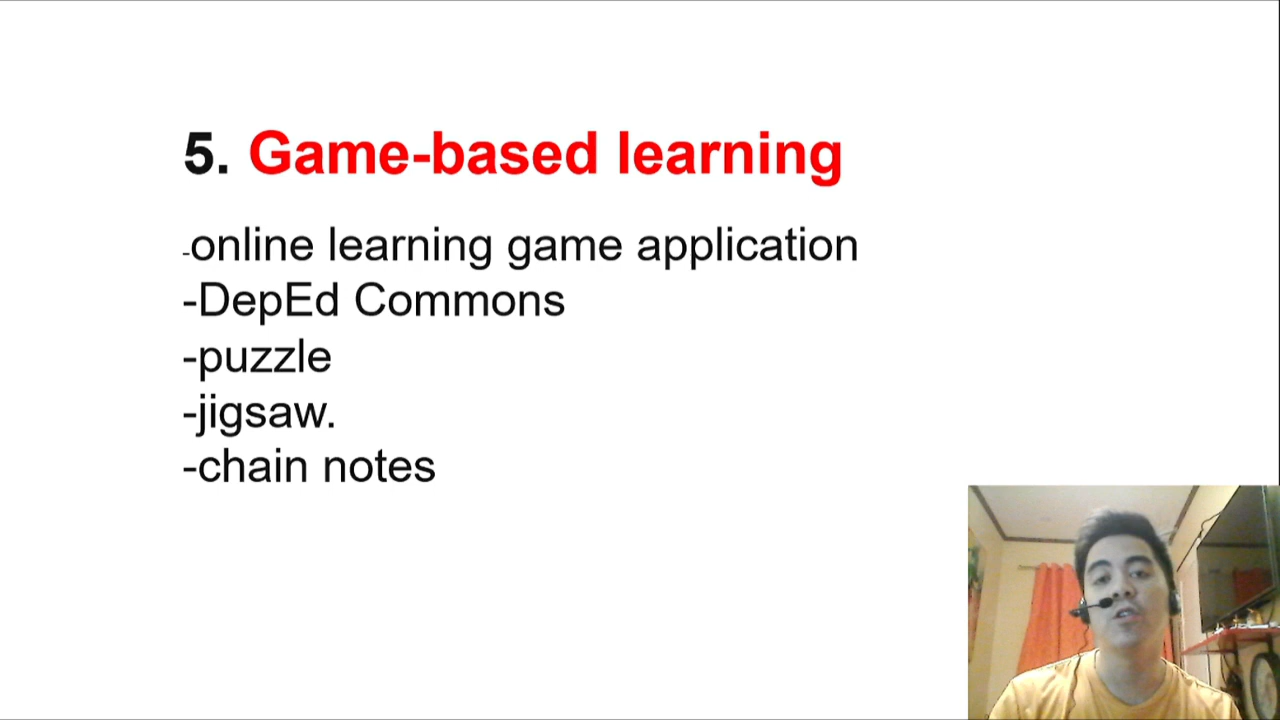 5. Game-based learning
-online learning game application
-DepEd Commons
-puzzle
-jigsaw.
-chain notes